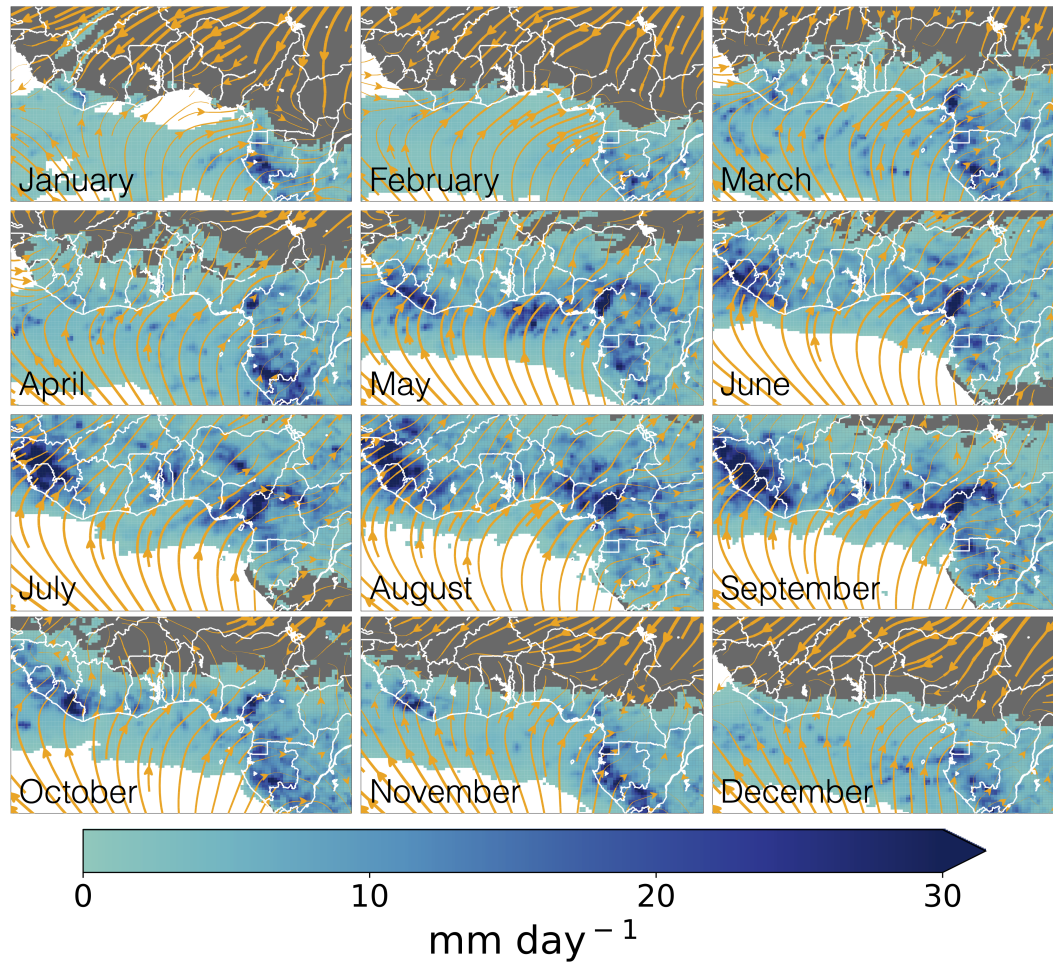 January
February
March
April
May
June
July
August
September
October
November
December
0
10
20
30
mm day⁻¹